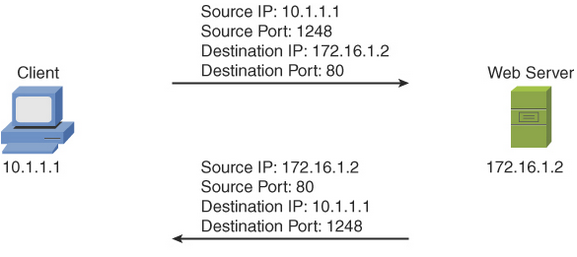 Source IP: 10.1.1.1
Source Port: 1248
Destination IP: 172.16.1.2
Destination Port: 80
Client
Web Server
10.1.1.1
172.16.1.2
Source IP: 172.16.1.2
Source Port: 80
Destination IP: 10.1.1.1
Destination Port: 1248